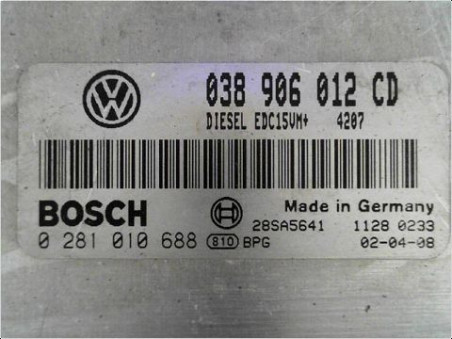 038 906 012 CD
DIESEL EDC15VM+ 4207
BOSCH
Made in Germany
28SA5641 1128 0233
0 281 010 688 810 BPG 02-04-08